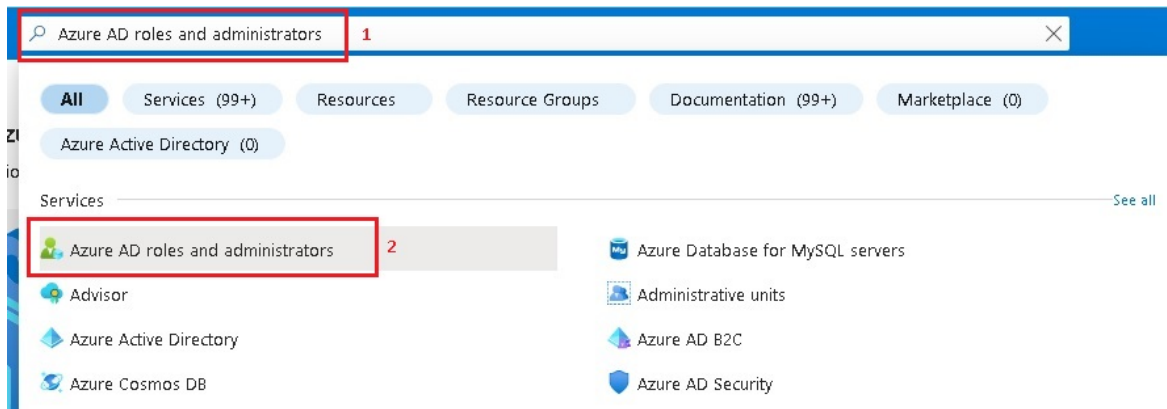 Azure AD roles and administrators 1
All Services (99+) Resources Resource Groups Documentation (99+) Marketplace (0)
Azure Active Directory (0)
Services See all
Azure AD roles and administrators 2 Azure Database for MySQL servers
Advisor Administrative units
Azure Active Directory Azure AD B2C
Azure Cosmos DB Azure AD Security